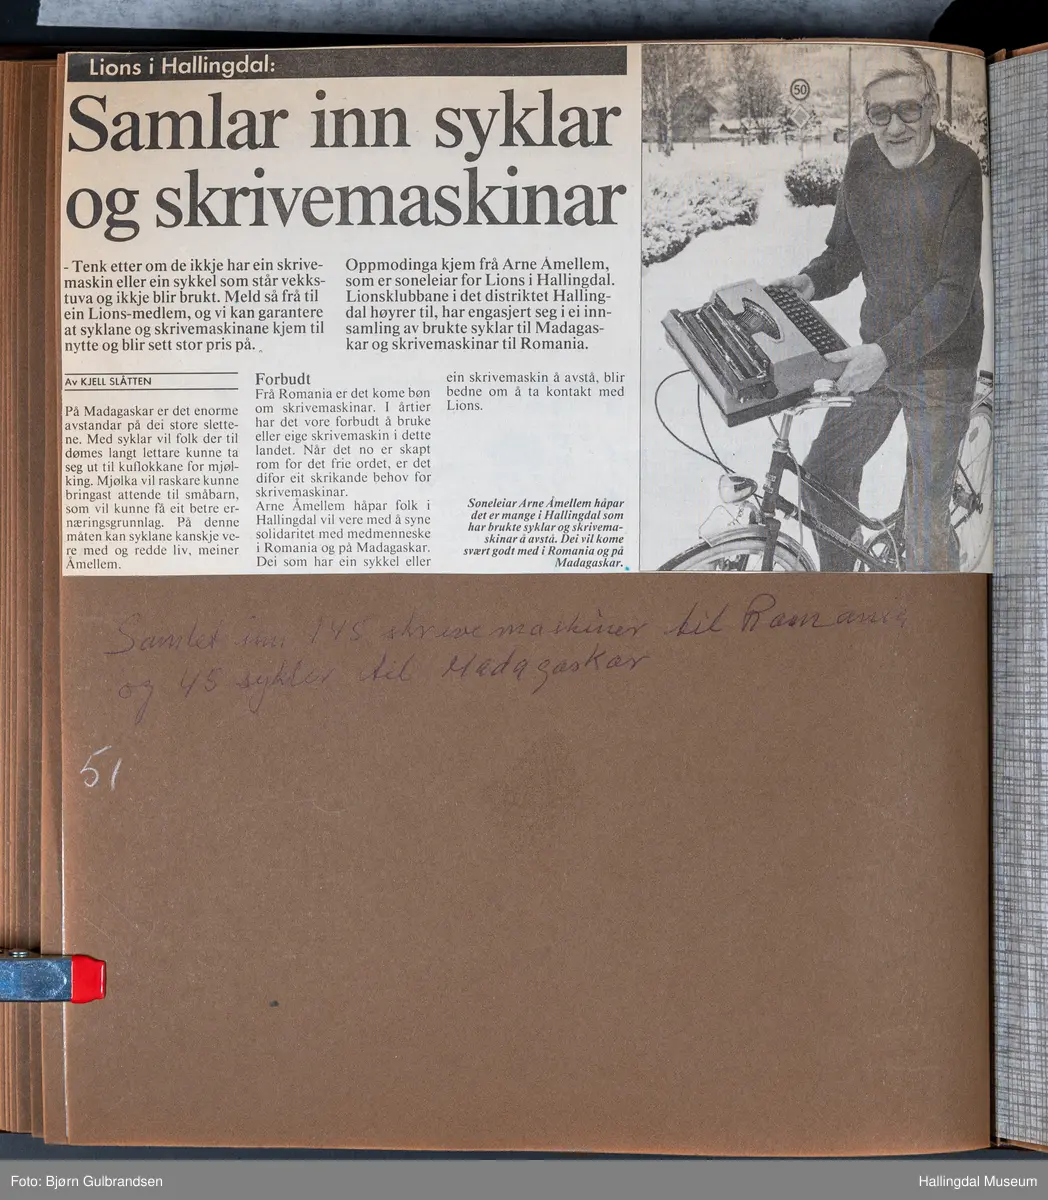 Lions i Hallingdal:
Samlar inn syklar
og skrivemaskinar
- Tenk etter om de ikkje har ein skrive-
maskin eller ein sykkel som står vekks-
tuva og ikkje blir brukt. Meld så frå til
ein Lions-medlem, og vi kan garantere
at syklane og skrivemaskinane kjem til
nytte og blir sett stor pris på.
Oppmodinga kjem frå Arne Åmellem,
som er soneleiar for Lions i Hallingdal.
Lionsklubbane i det distriktet Halling-
dal høyrer til, har engasjert seg i ei inn-
samling av brukte syklar til Madagas-
kar og skrivemaskinar til Romania.
Av KJELL SLÅTTEN
På Madagaskar er det enorme
avstandar på dei store slette-
ne. Med syklar vil folk der til
dømes langt lettare kunne ta
seg ut til kuflokkane for mjøl-
king. Mjølka vil raskare kunne
bringast attende til småbarn,
som vil kunne få eit betre er-
næringsgrunnlag. På denne
måten kan syklane kanskje ve-
re med og redde liv, meiner
Åmellem.
Forbudt
Frå Romania er det kome bøn
om skrivemaskinar. I årtier
har det vore forbudt å bruke
eller eige skrivemaskin i dette
landet. Når det no er skapt
rom for det frie ordet, er det
difor eit skrikande behov for
skrivemaskinar.
Arne Åmellem håpar folk i
Hallingdal vil vere med å syne
solidaritet med medmenneske
i Romania og på Madagaskar.
Dei som har ein sykkel eller
ein skrivemaskin å avstå, blir
bedne om å ta kontakt med
Lions.
Soneleiar Arne Åmellem håpar
det er mange i Hallingdal som
har brukte syklar og skrivema-
skinar å avstå. Dei vil kome
svært godt med i Romania og på
Madagaskar.
50
Samlet inn 145 skrivemaskiner til Romania
og 45 sykler til Madagaskar
51
Foto: Bjørn Gulbrandsen
Hallingdal Museum